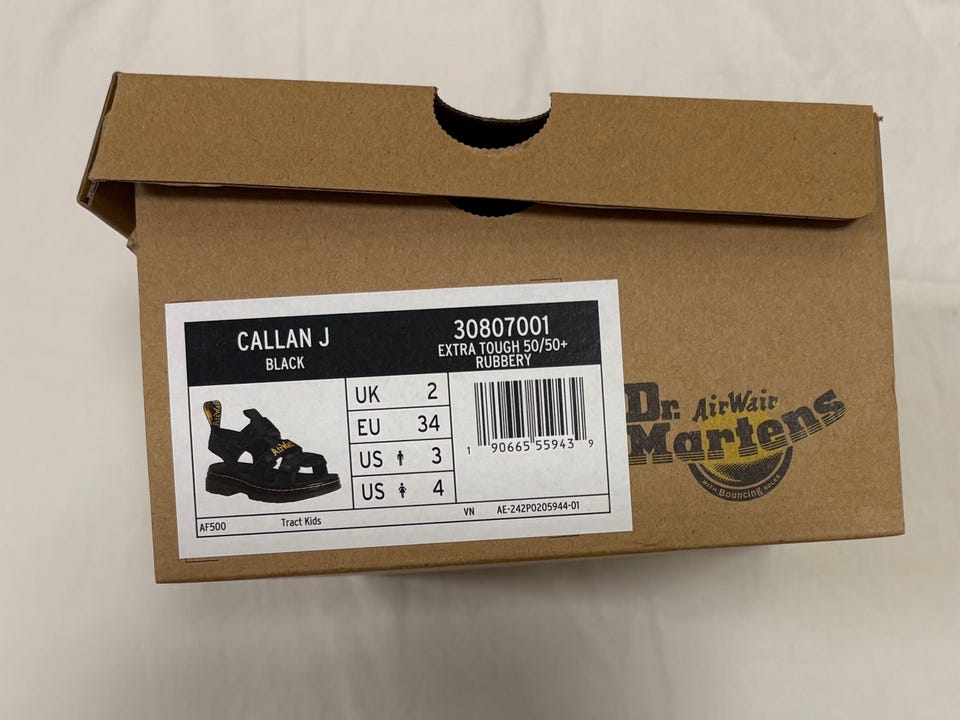 CALLAN J
BLACK
30807001
EXTRA TOUGH 50/50+
RUBBERY
UK 2
EU 34
US 3
US 4
AirWair
1 90665 55943 9
AF500 Tract Kids
VN AE-242P0205944-01
Dr. AirWair
Martens
WITH Bouncing SOLES